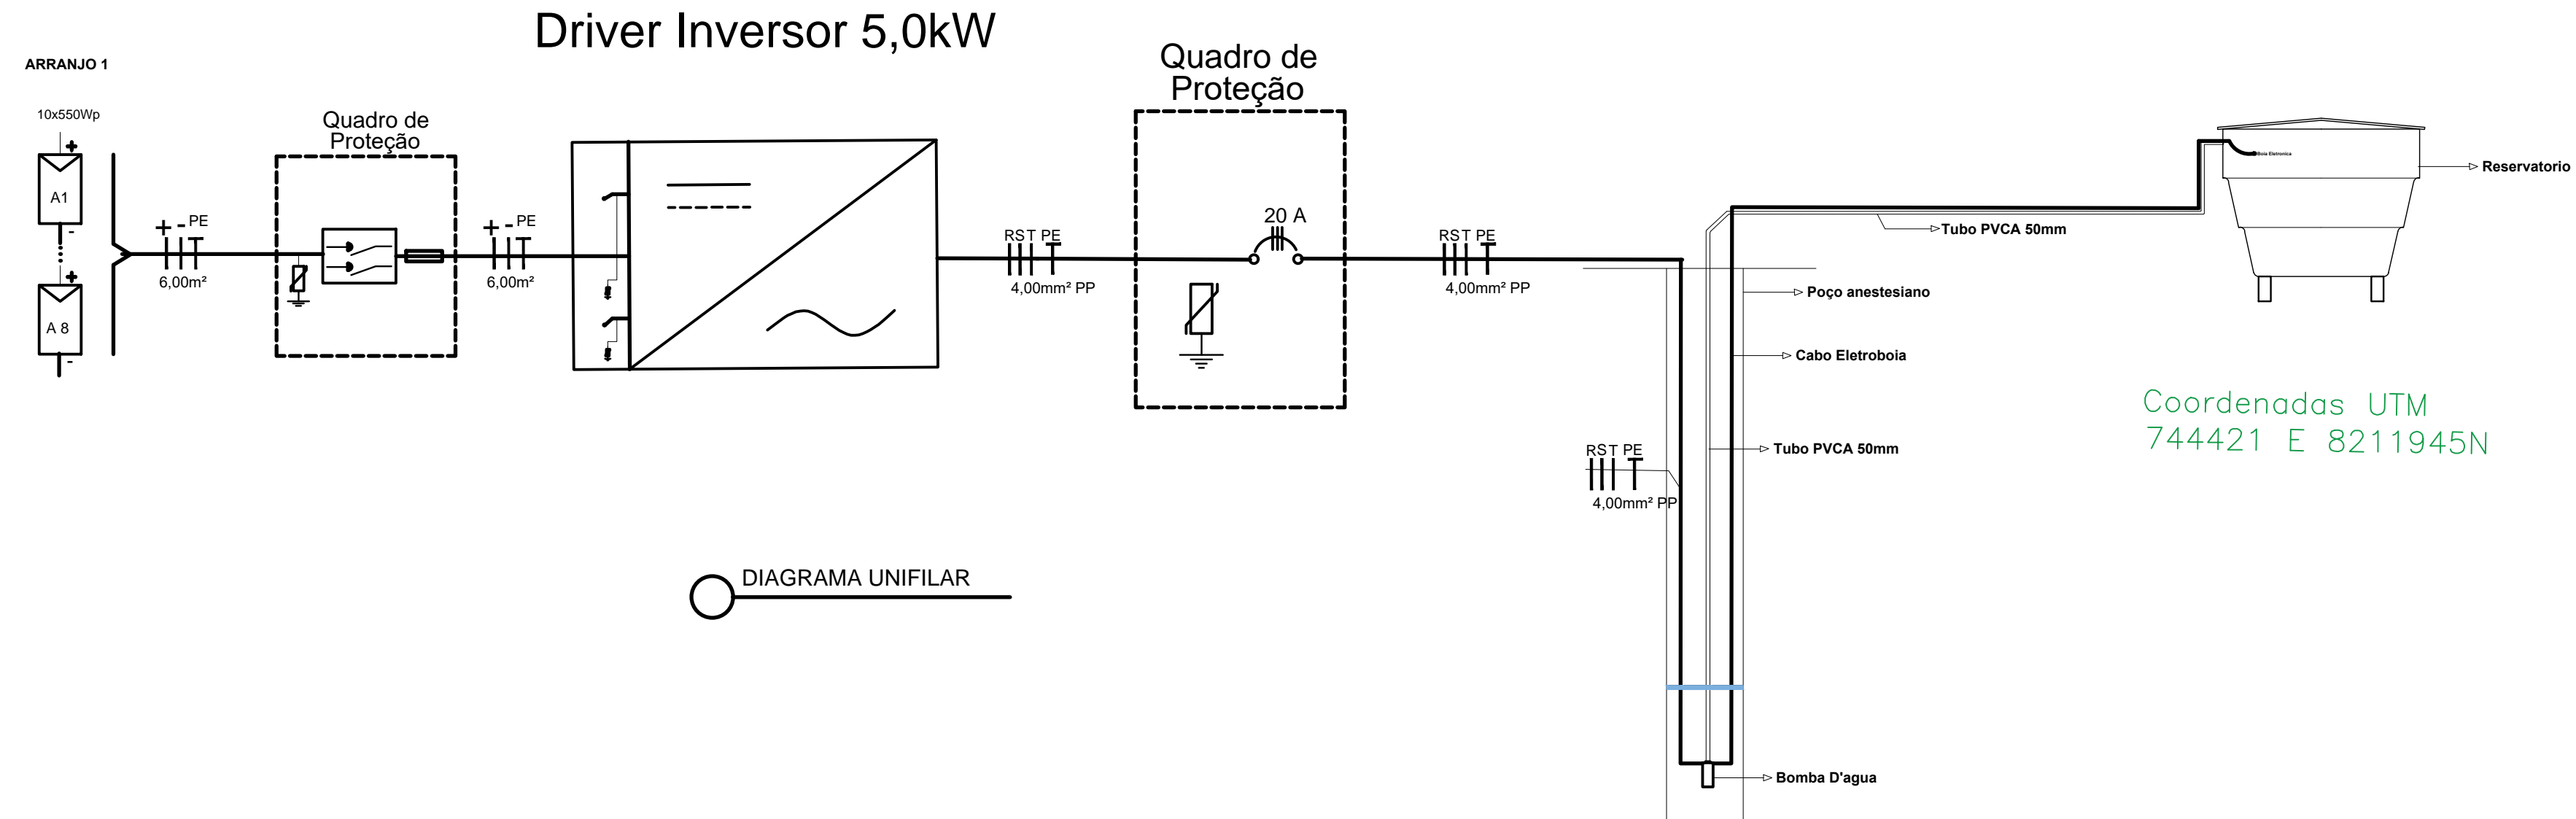 Driver Inversor 5,0kW
ARRANJO 1
10x550Wp
+
A1
-
+
A 8
-
+ - PE
6,00m²
Quadro de
Proteção
+ - PE
6,00m²
RST PE
4,00mm² PP
Quadro de
Proteção
20 A
RST PE
4,00mm² PP
RST PE
4,00mm² PP
Boia Eletronica
Reservatorio
Tubo PVCA 50mm
Poço anestesiano
Cabo Eletroboia
Tubo PVCA 50mm
Bomba D'agua
Coordenadas UTM
744421 E 8211945N
DIAGRAMA UNIFILAR